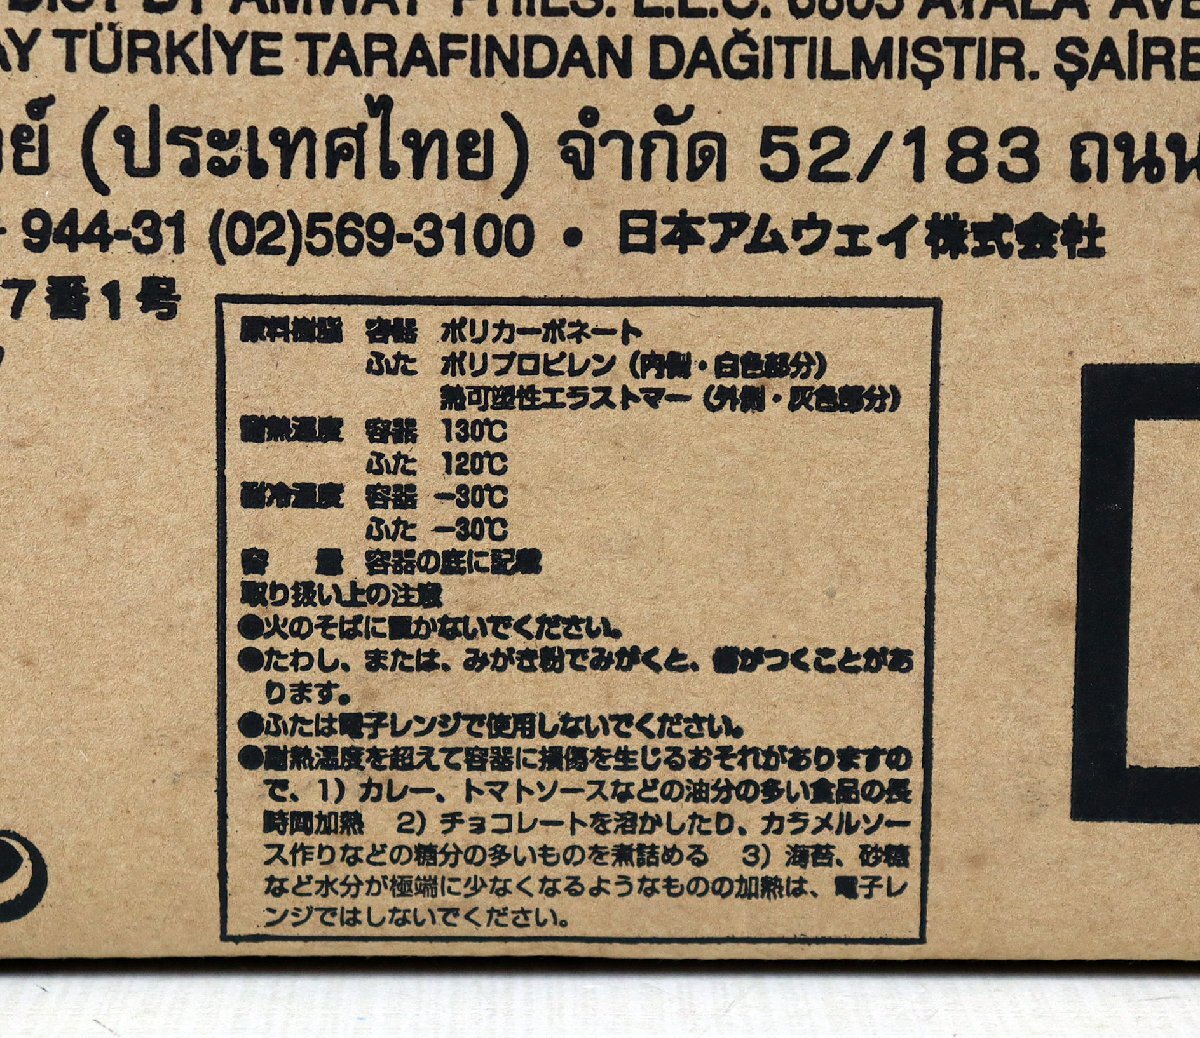 DIST BY AMWAY PHILS. L.L.C. 6805 AYALA AVE
AY TÜRKİYE TARAFINDAN DAĞITILMIŞTIR. ŞAİRE
ย์ (ประเทศไทย) จำกัด 52/183 ถนน
944-31 (02)569-3100 • 日本アムウェイ株式会社
7番1号
原料樹脂 容器 ポリカーボネート
ふた ポリプロピレン（内側・白色部分）
熱可塑性エラストマー（外側・灰色部分）
耐熱温度 容器 130℃
ふた 120℃
耐冷温度 容器 −30℃
ふた −30℃
容　量 容器の底に記載
取り扱い上の注意
●火のそばに置かないでください。
●たわし、または、みがき粉でみがくと、傷がつくことがあ
ります。
●ふたは電子レンジで使用しないでください。
●耐熱温度を超えて容器に損傷を生じるおそれがありますの
で、1）カレー、トマトソースなどの油分の多い食品の長
時間加熱　2）チョコレートを溶かしたり、カラメルソー
ス作りなどの糖分の多いものを煮詰める　3）海苔、砂糖
など水分が極端に少なくなるようなものの加熱は、電子レ
ンジではしないでください。